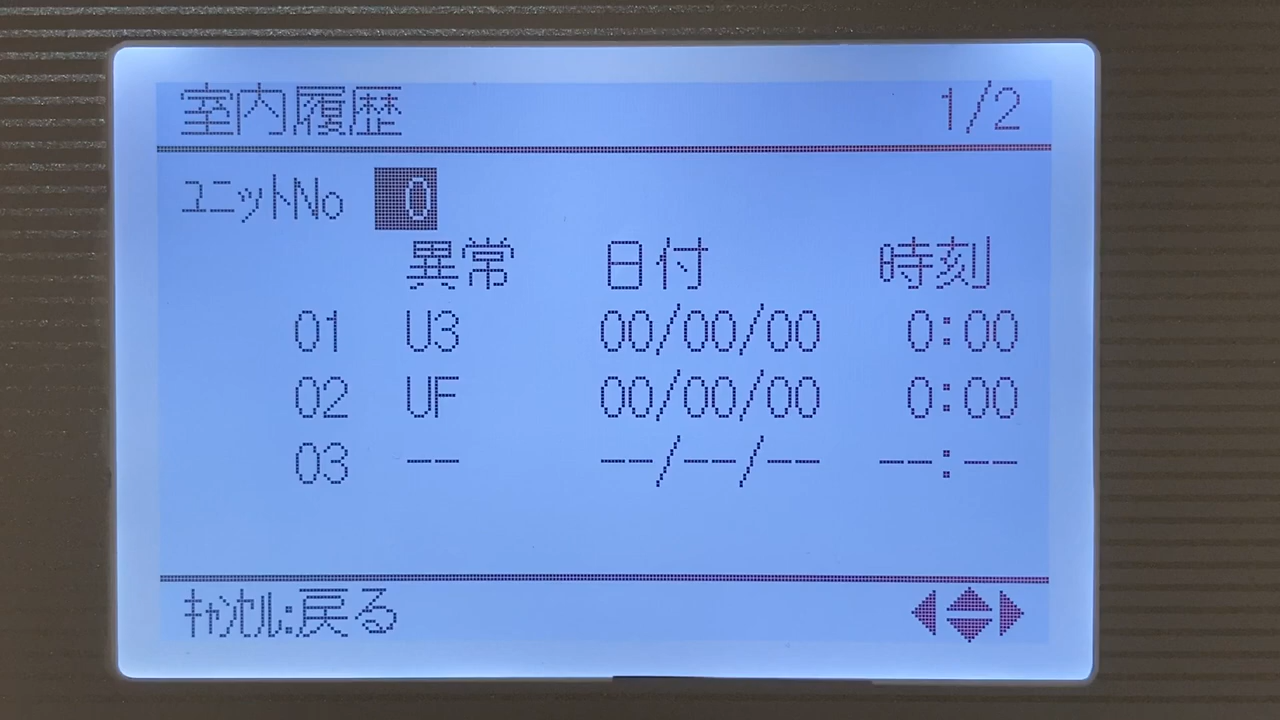 室内履歴 1/2
ユニットNo 0
異常 日付 時刻
01 U3 00/00/00 0:00
02 UF 00/00/00 0:00
03 -- --/--/-- --:--
ｷｬﾝｾﾙ:戻る